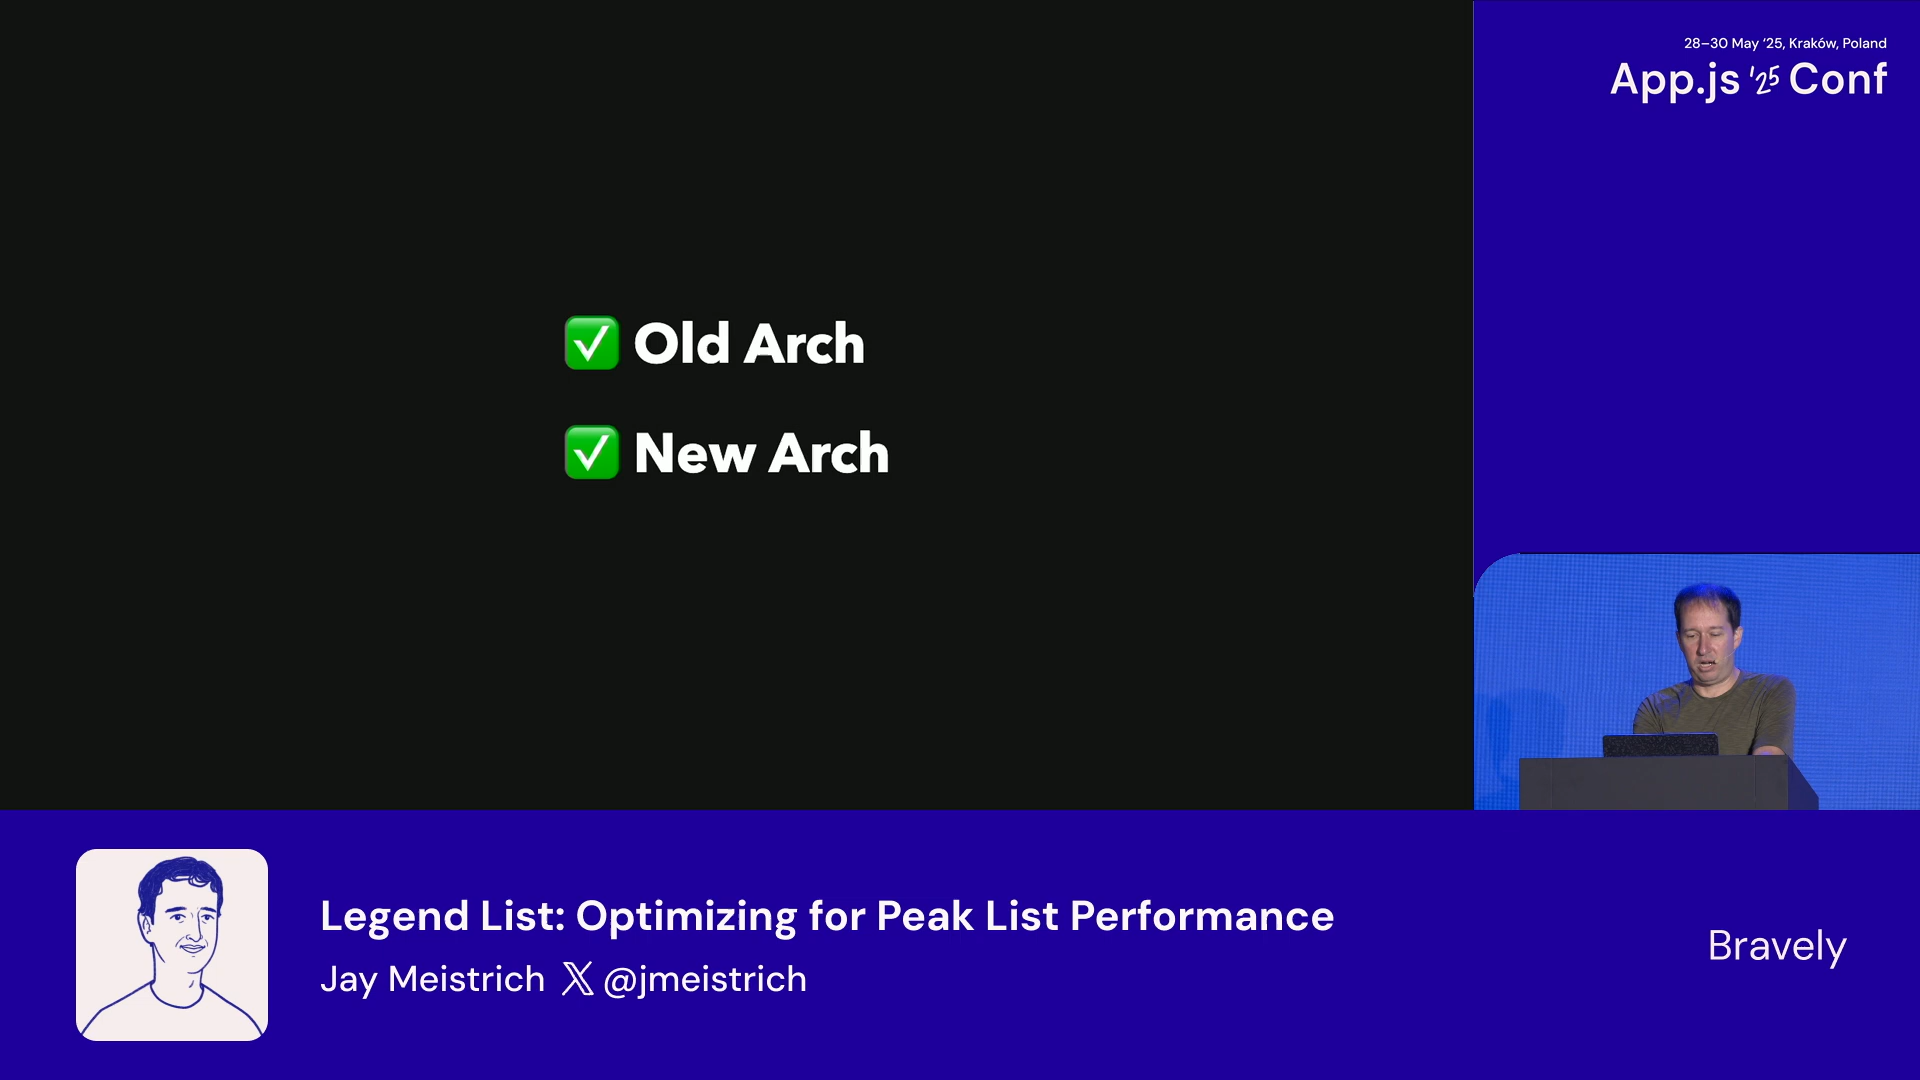 28–30 May ‘25, Kraków, Poland
App.js ‘25 Conf
✅ Old Arch
✅ New Arch
Legend List: Optimizing for Peak List Performance
Jay Meistrich 𝕏 @jmeistrich
Bravely